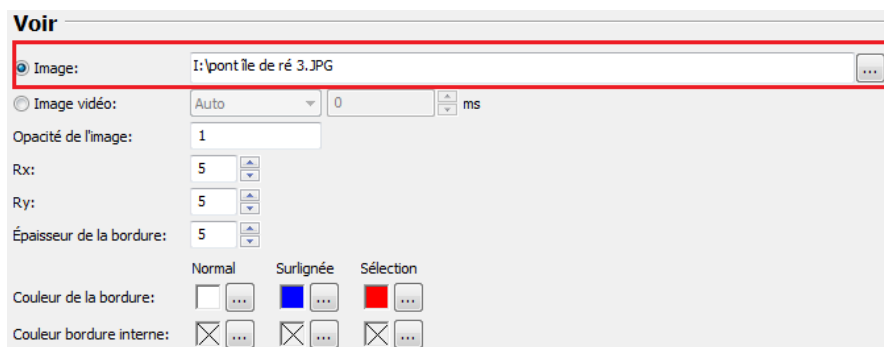 Voir
Image: I:\pont île de ré 3.JPG ...
Image vidéo: Auto 0 ms
Opacité de l'image: 1
Rx: 5
Ry: 5
Épaisseur de la bordure: 5
Normal Surlignée Sélection
Couleur de la bordure: ... ... ...
Couleur bordure interne: ... ... ...